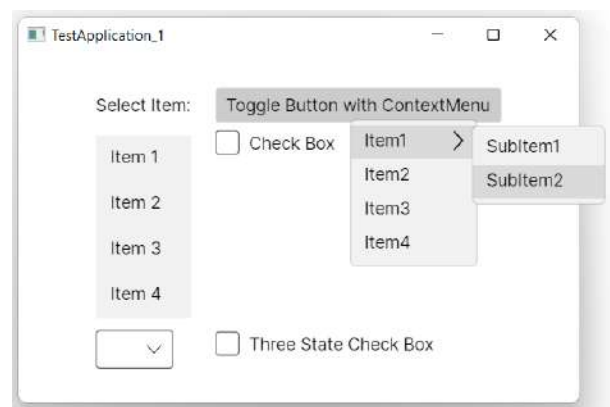 TestApplication_1
Select Item:
Toggle Button with ContextMenu
Item 1
Item 2
Item 3
Item 4
Check Box
Item1
Item2
Item3
Item4
SubItem1
SubItem2
Three State Check Box